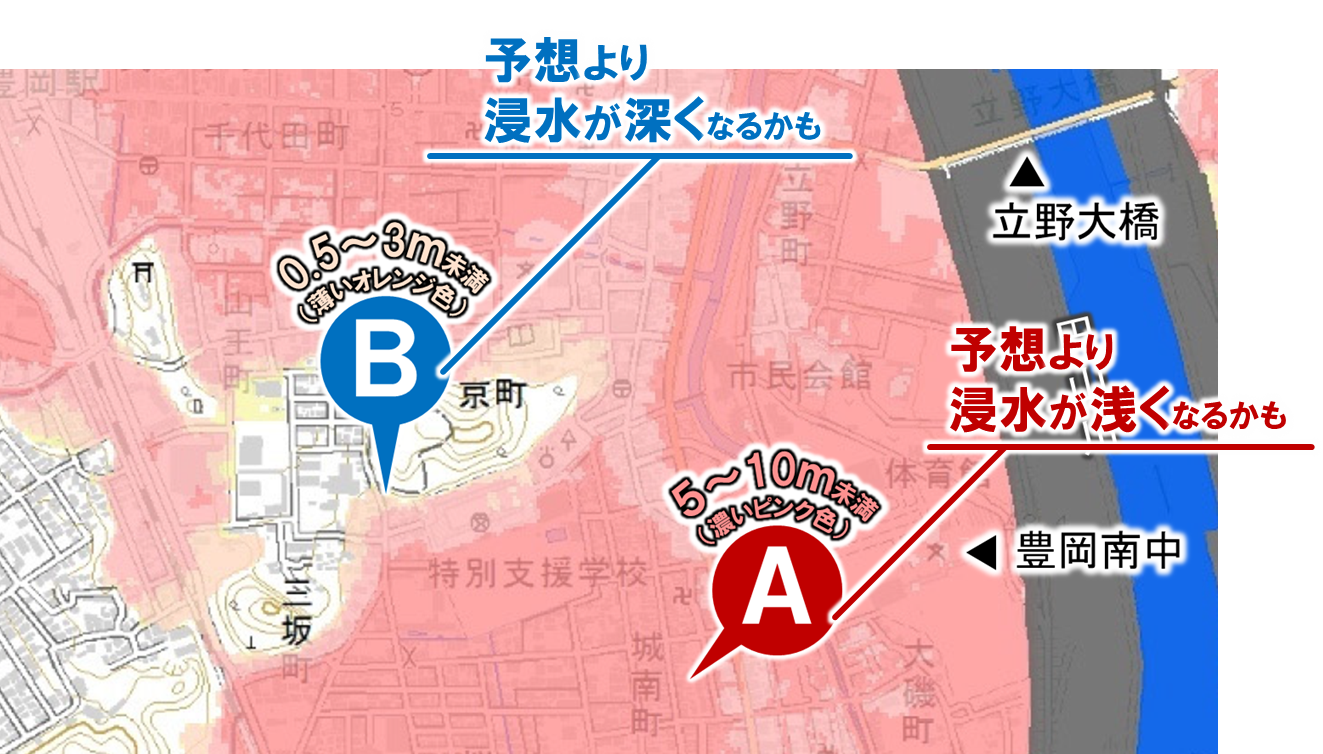 予想より
浸水が深くなるかも
豊岡駅
千代田町
立野大橋
立野町
立野大橋
0.5～3m未満
（薄いオレンジ色）
B
山王町
京町
予想より
浸水が浅くなるかも
市民会館
体育館
5～10m未満
（濃いピンク色）
A
豊岡南中
特別支援学校
三坂町
城南町
大磯町